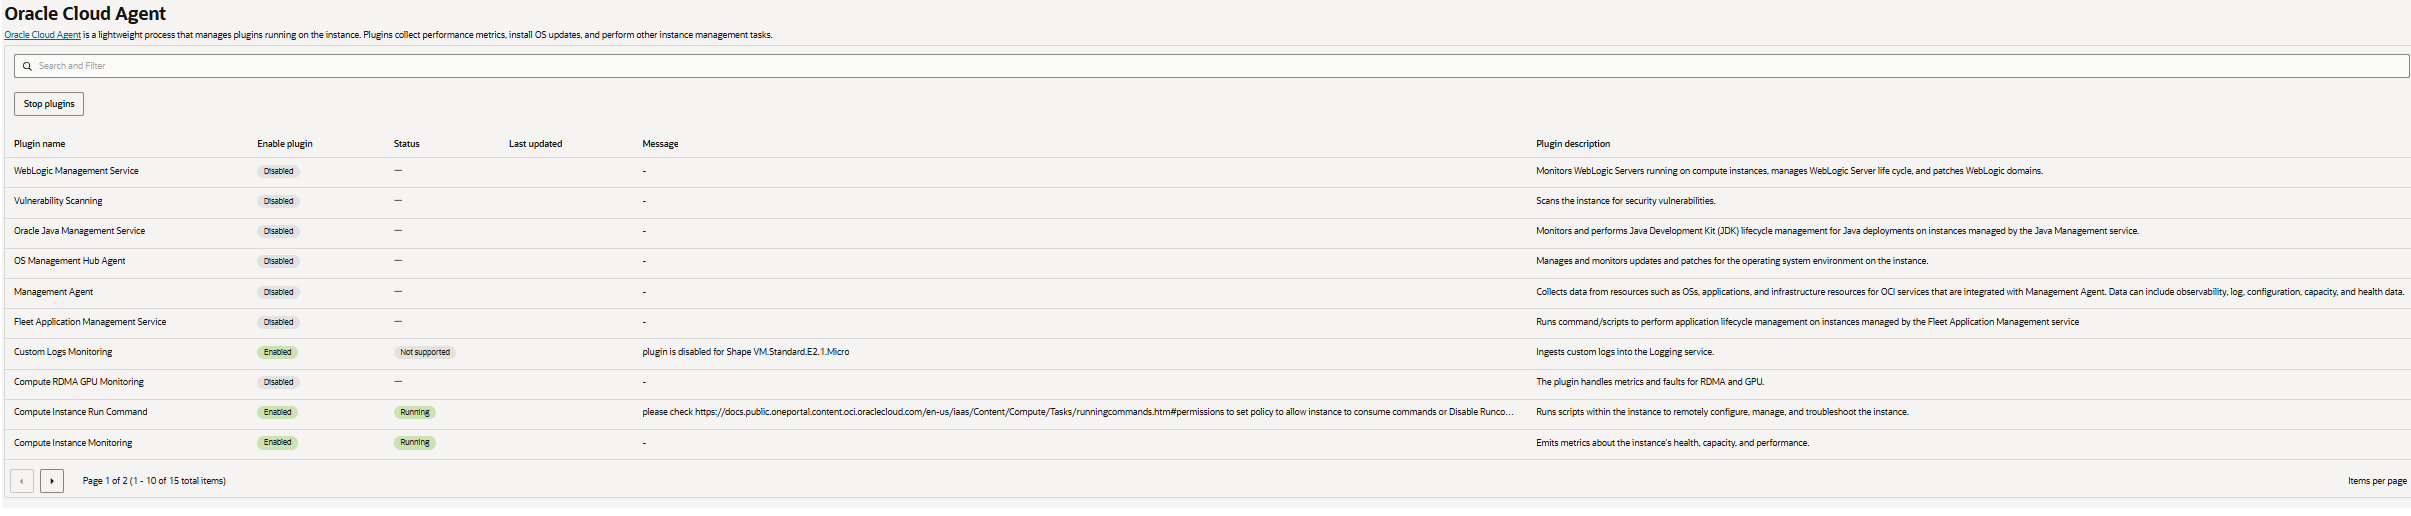 Oracle Cloud Agent
Oracle Cloud Agent is a lightweight process that manages plugins running on the instance. Plugins collect performance metrics, install OS updates, and perform other instance management tasks.
Search and Filter
Stop plugins
Plugin name Enable plugin Status Last updated Message Plugin description
WebLogic Management Service Disabled — - Monitors WebLogic Servers running on compute instances, manages WebLogic Server life cycle, and patches WebLogic domains.
Vulnerability Scanning Disabled — - Scans the instance for security vulnerabilities.
Oracle Java Management Service Disabled — - Monitors and performs Java Development Kit (JDK) lifecycle management for Java deployments on instances managed by the Java Management service.
OS Management Hub Agent Disabled — - Manages and monitors updates and patches for the operating system environment on the instance.
Management Agent Disabled — - Collects data from resources such as OSs, applications, and infrastructure resources for OCI services that are integrated with Management Agent. Data can include observability, log, configuration, capacity, and health data.
Fleet Application Management Service Disabled — - Runs command/scripts to perform application lifecycle management on instances managed by the Fleet Application Management service
Custom Logs Monitoring Enabled Not supported plugin is disabled for Shape VM.Standard.E2.1.Micro Ingests custom logs into the Logging service.
Compute RDMA GPU Monitoring Disabled — - The plugin handles metrics and faults for RDMA and GPU.
Compute Instance Run Command Enabled Running please check https://docs.public.oneportal.content.oci.oraclecloud.com/en-us/iaas/Content/Compute/Tasks/runningcommands.htm#permissions to set policy to allow instance to consume commands or Disable Runco... Runs scripts within the instance to remotely configure, manage, and troubleshoot the instance.
Compute Instance Monitoring Enabled Running - Emits metrics about the instance's health, capacity, and performance.
Page 1 of 2 (1 - 10 of 15 total items) Items per page